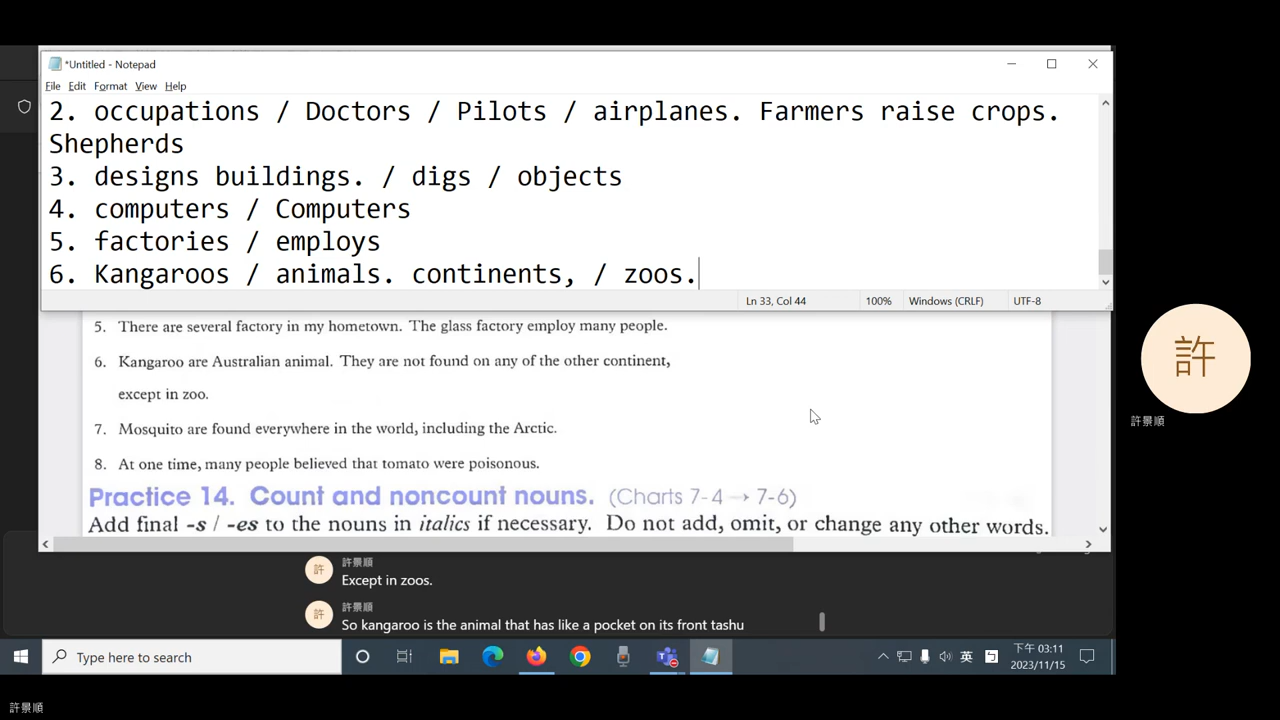 *Untitled - Notepad
File Edit Format View Help
2. occupations / Doctors / Pilots / airplanes. Farmers raise crops.
Shepherds
3. designs buildings. / digs / objects
4. computers / Computers
5. factories / employs
6. Kangaroos / animals. continents, / zoos.
Ln 33, Col 44 100% Windows (CRLF) UTF-8
5. There are several factory in my hometown. The glass factory employ many people.
6. Kangaroo are Australian animal. They are not found on any of the other continent,
except in zoo.
7. Mosquito are found everywhere in the world, including the Arctic.
8. At one time, many people believed that tomato were poisonous.
Practice 14. Count and noncount nouns. (Charts 7-4 → 7-6)
Add final -s / -es to the nouns in italics if necessary. Do not add, omit, or change any other words.
許
許景順
許 許景順
Except in zoos.
許 許景順
So kangaroo is the animal that has like a pocket on its front tashu
Type here to search
英
下午 03:11
2023/11/15
許景順